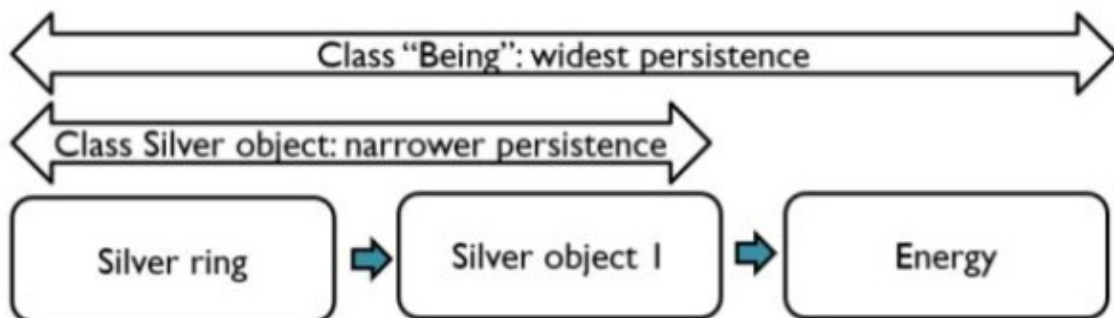 Class “Being”: widest persistence
Class Silver object: narrower persistence
Silver ring
Silver object 1
Energy